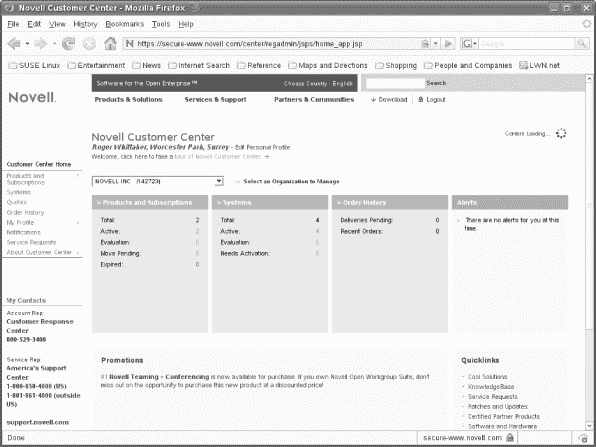 Novell Customer Center - Mozilla Firefox
File Edit View History Bookmarks Tools Help
https://secure-www.novell.com/center/regadmin/jsps/home_app.jsp
Google
SUSE Linux Entertainment News Internet Search Reference Maps and Directions Shopping People and Companies LWN.net
Novell.
Software for the Open Enterprise™ Choose Country - English Search
Products & Solutions Services & Support Partners & Communities Download Logout
Novell Customer Center
Content Loading...
Roger Whittaker, Worcester Park, Surrey - Edit Personal Profile
Welcome, click here to take a tour of Novell Customer Center
Customer Center Home
Products and Subscriptions
Systems
Quotes
Order History
My Profile
Notifications
Service Requests
About Customer Center
NOVELL INC (142723) Select an Organization to Manage
Products and Subscriptions
Total: 2
Active: 2
Evaluation: 0
Move Pending: 0
Expired: 0
Systems
Total: 4
Active: 4
Evaluation: 0
Needs Activation: 0
Order History
Deliveries Pending: 0
Recent Orders: 0
Alerts
- There are no alerts for you at this
time.
My Contacts
Account Rep:
Customer Response
Center
800-529-3400
Service Rep:
America's Support
Center
1-800-858-4000 (US)
1-801-861-4000 (outside
US)
support.novell.com
Promotions
Novell Teaming + Conferencing is now available for purchase. If you own Novell Open Workgroup Suite, don't
miss out on the opportunity to purchase this new product at a discounted price!
Quicklinks
- Cool Solutions
- KnowledgeBase
- Service Requests
- Patches and Updates
- Certified Partner Products
- Software and Hardware
Done
secure-www.novell.com